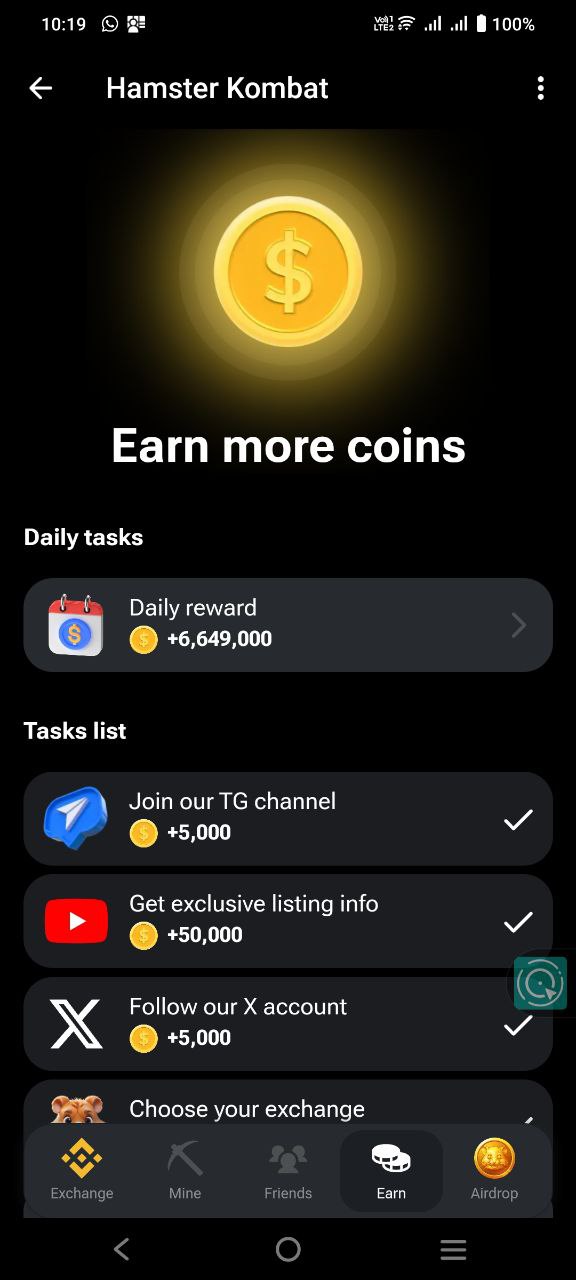 10:19 Vol) 1 LTE2 100%
Hamster Kombat
$
Earn more coins
Daily tasks
Daily reward
+6,649,000
Tasks list
Join our TG channel
+5,000
Get exclusive listing info
+50,000
Follow our X account
+5,000
Choose your exchange
Exchange Mine Friends Earn Airdrop